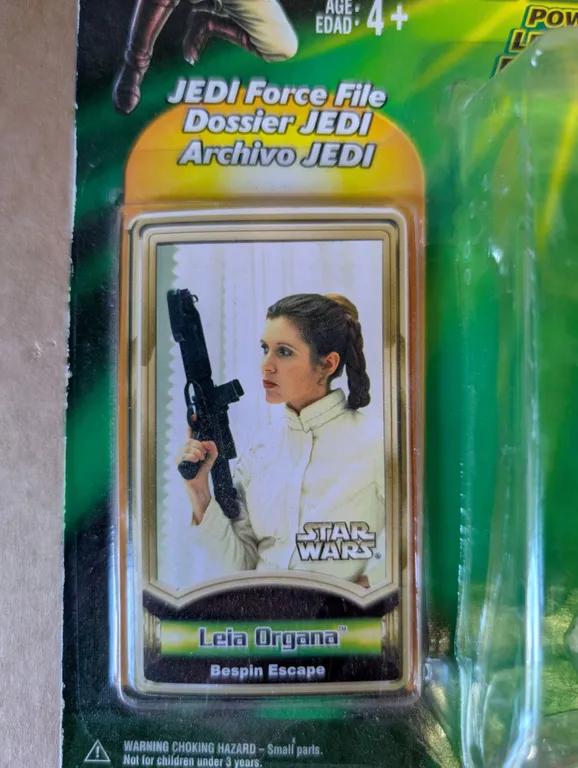 AGE:
EDAD: 4+
POW
JEDI Force File
Dossier JEDI
Archivo JEDI
STAR
WARS®
Leia Organa™
Bespin Escape
WARNING CHOKING HAZARD – Small parts.
Not for children under 3 years.